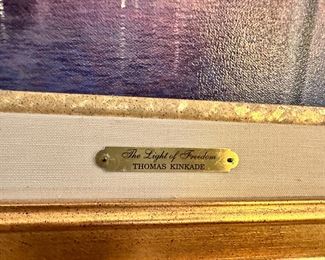 The Light of Freedom
THOMAS KINKADE